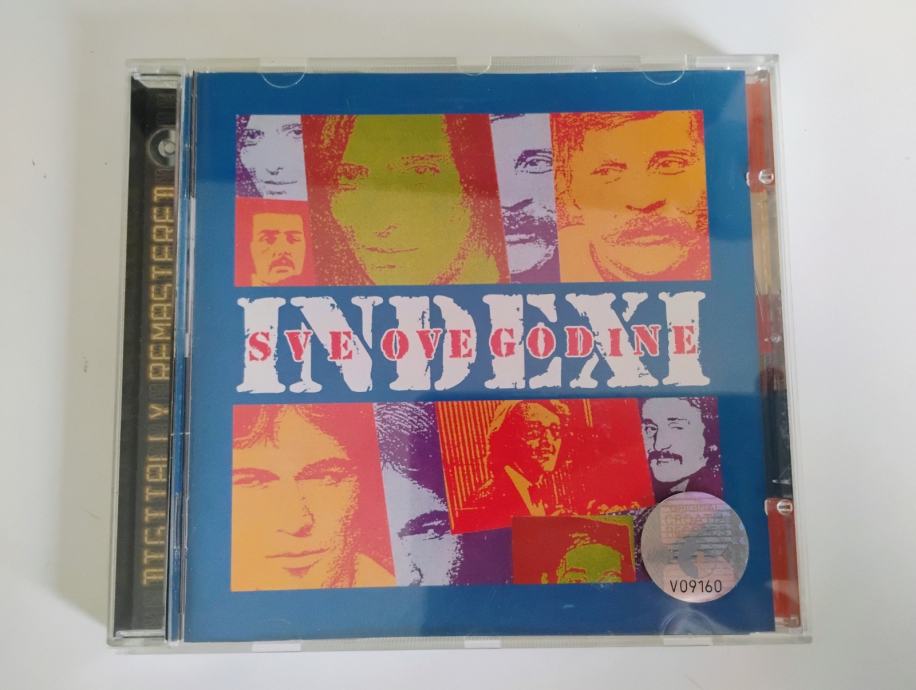 DIGITALLY REMASTERED
INDEXI
SVE OVE GODINE
V09160